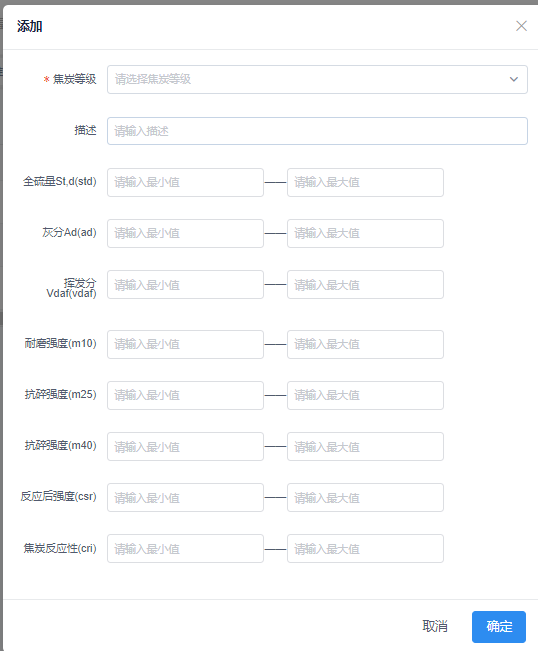 添加
* 焦炭等级 请选择焦炭等级
描述 请输入描述
全硫量St,d(std) 请输入最小值 —— 请输入最大值
灰分Ad(ad) 请输入最小值 —— 请输入最大值
挥发分
Vdaf(vdaf) 请输入最小值 —— 请输入最大值
耐磨强度(m10) 请输入最小值 —— 请输入最大值
抗碎强度(m25) 请输入最小值 —— 请输入最大值
抗碎强度(m40) 请输入最小值 —— 请输入最大值
反应后强度(csr) 请输入最小值 —— 请输入最大值
焦炭反应性(cri) 请输入最小值 —— 请输入最大值
取消 确定